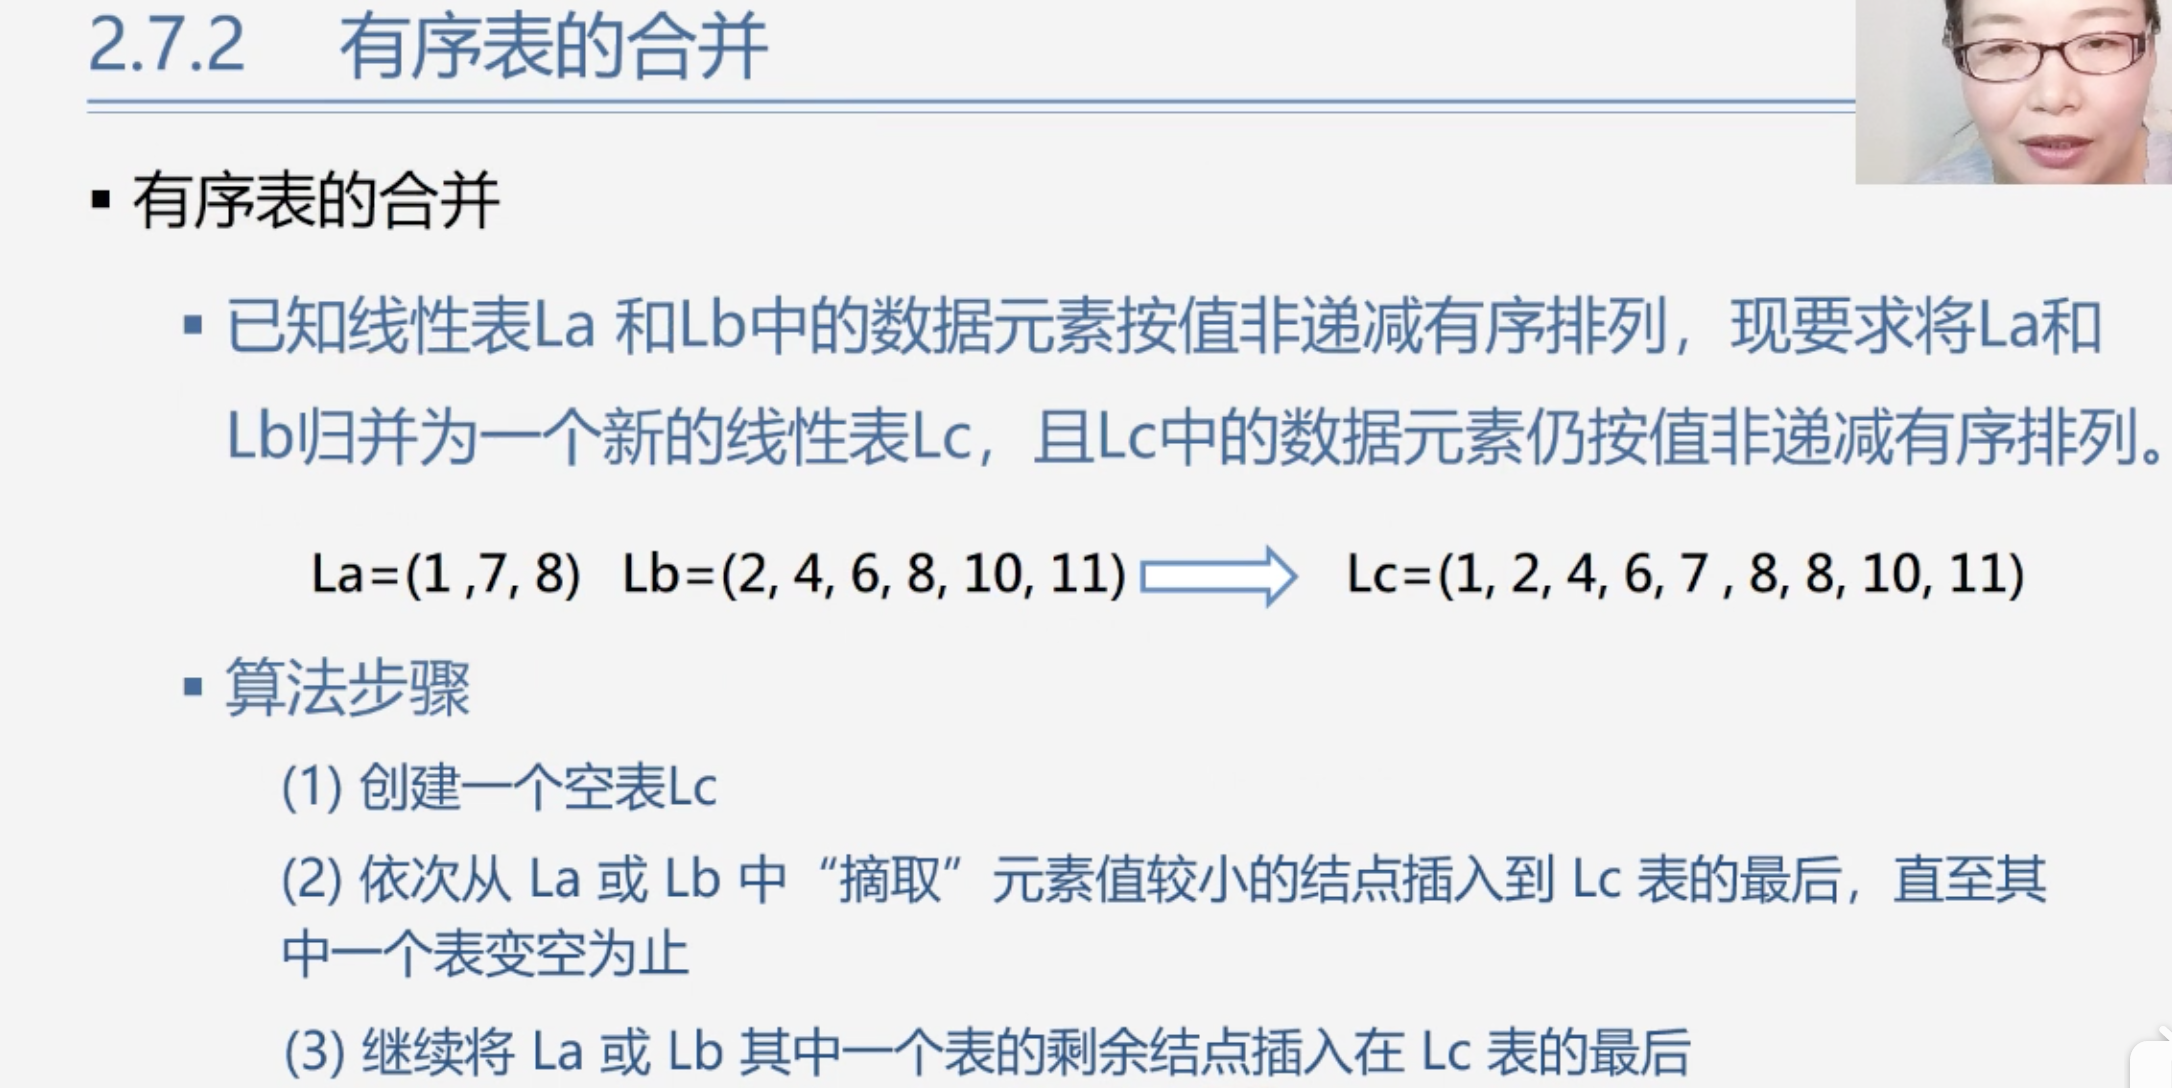 2.7.2 有序表的合并
▪ 有序表的合并
▪ 已知线性表La 和Lb中的数据元素按值非递减有序排列，现要求将La和
Lb归并为一个新的线性表Lc，且Lc中的数据元素仍按值非递减有序排列。
La=(1 ,7, 8) Lb=(2, 4, 6, 8, 10, 11) Lc=(1, 2, 4, 6, 7 , 8, 8, 10, 11)
▪ 算法步骤
(1) 创建一个空表Lc
(2) 依次从 La 或 Lb 中“摘取”元素值较小的结点插入到 Lc 表的最后，直至其
中一个表变空为止
(3) 继续将 La 或 Lb 其中一个表的剩余结点插入在 Lc 表的最后